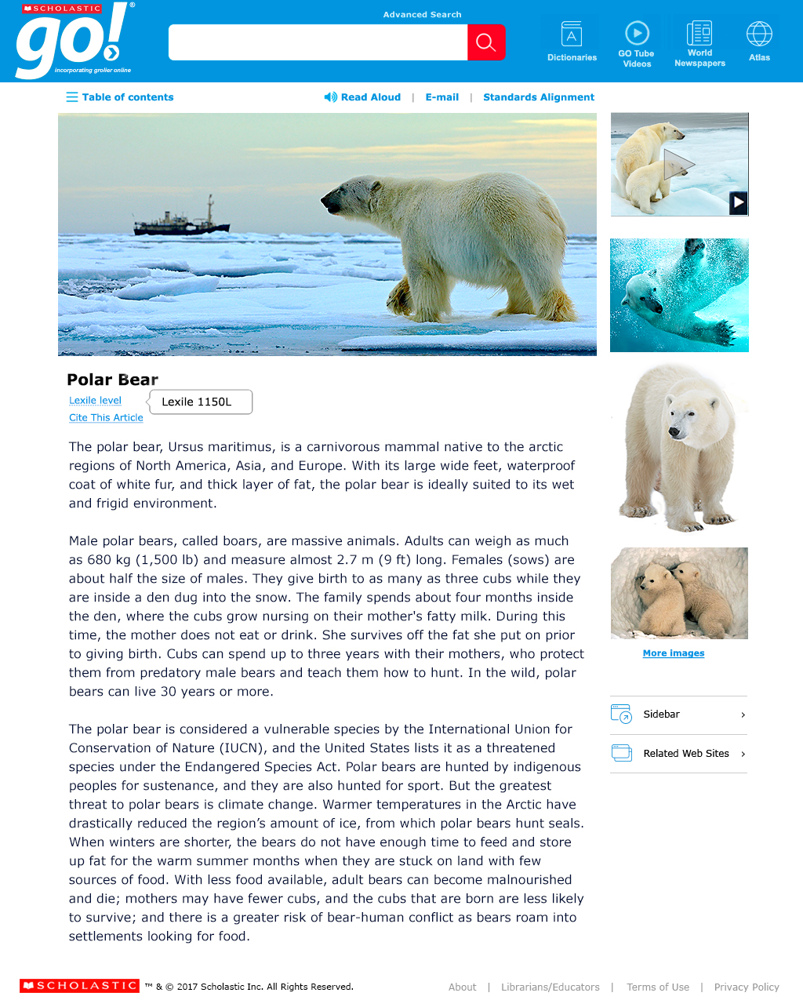 SCHOLASTIC
go!®
incorporating grolier online
Advanced Search
Dictionaries
GO Tube
Videos
World
Newspapers
Atlas
Table of contents
Read Aloud | E-mail | Standards Alignment
Polar Bear
Lexile level
Lexile 1150L
Cite This Article
The polar bear, Ursus maritimus, is a carnivorous mammal native to the arctic
regions of North America, Asia, and Europe. With its large wide feet, waterproof
coat of white fur, and thick layer of fat, the polar bear is ideally suited to its wet
and frigid environment.
Male polar bears, called boars, are massive animals. Adults can weigh as much
as 680 kg (1,500 lb) and measure almost 2.7 m (9 ft) long. Females (sows) are
about half the size of males. They give birth to as many as three cubs while they
are inside a den dug into the snow. The family spends about four months inside
the den, where the cubs grow nursing on their mother's fatty milk. During this
time, the mother does not eat or drink. She survives off the fat she put on prior
to giving birth. Cubs can spend up to three years with their mothers, who protect
them from predatory male bears and teach them how to hunt. In the wild, polar
bears can live 30 years or more.
The polar bear is considered a vulnerable species by the International Union for
Conservation of Nature (IUCN), and the United States lists it as a threatened
species under the Endangered Species Act. Polar bears are hunted by indigenous
peoples for sustenance, and they are also hunted for sport. But the greatest
threat to polar bears is climate change. Warmer temperatures in the Arctic have
drastically reduced the region’s amount of ice, from which polar bears hunt seals.
When winters are shorter, the bears do not have enough time to feed and store
up fat for the warm summer months when they are stuck on land with few
sources of food. With less food available, adult bears can become malnourished
and die; mothers may have fewer cubs, and the cubs that are born are less likely
to survive; and there is a greater risk of bear-human conflict as bears roam into
settlements looking for food.
More images
Sidebar
Related Web Sites
SCHOLASTIC ™ & © 2017 Scholastic Inc. All Rights Reserved.
About | Librarians/Educators | Terms of Use | Privacy Policy